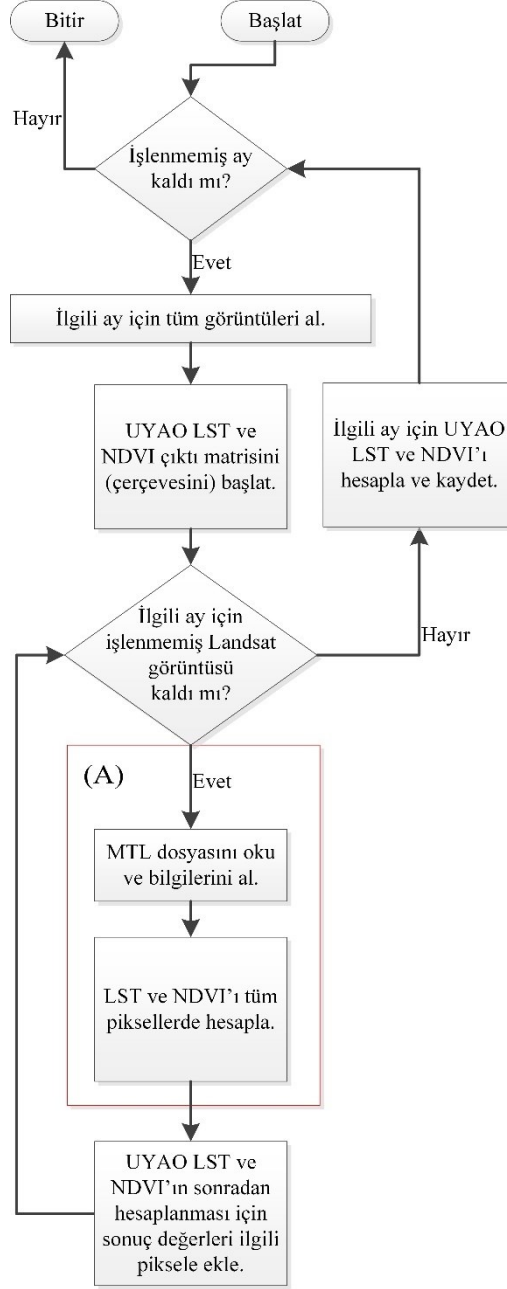 Bitir
Başlat
Hayır
İşlenmemiş ay
kaldı mı?
Evet
İlgili ay için tüm görüntüleri al.
UYAO LST ve
NDVI çıktı matrisini
(çerçevesini) başlat.
İlgili ay için UYAO
LST ve NDVI’ı
hesapla ve kaydet.
İlgili ay için
işlenmemiş Landsat
görüntüsü
kaldı mı?
Hayır
(A)
Evet
MTL dosyasını oku
ve bilgilerini al.
LST ve NDVI’ı tüm
piksellerde hesapla.
UYAO LST ve
NDVI’ın sonradan
hesaplanması için
sonuç değerleri ilgili
piksele ekle.